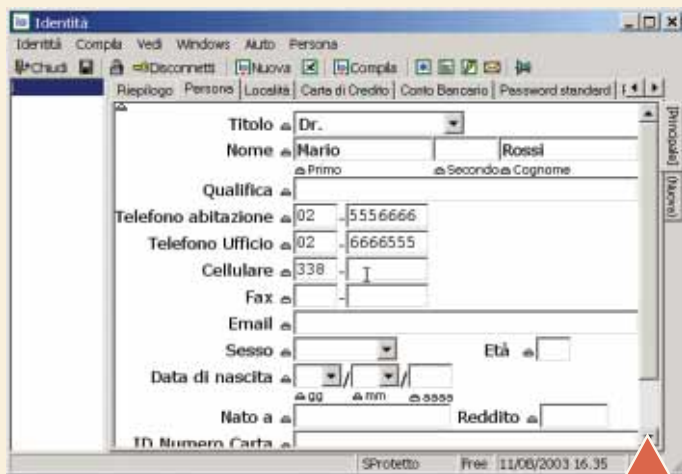 Identità
Identità Compila Vedi Windows Aiuto Persona
Chiudi Disconnetti Nuova Compila
Riepilogo Persona Località Carta di Credito Conto Bancario Password standard
[Principale]
(Nuova)
Titolo Dr.
Nome Mario Rossi
Primo Secondo Cognome
Qualifica
Telefono abitazione 02 - 5556666
Telefono Ufficio 02 - 6666555
Cellulare 338 -
Fax -
Email
Sesso Età
Data di nascita / /
gg mm aaaa
Nato a Reddito
ID Numero Carta
SProtetto Free 11/08/2003 16.35